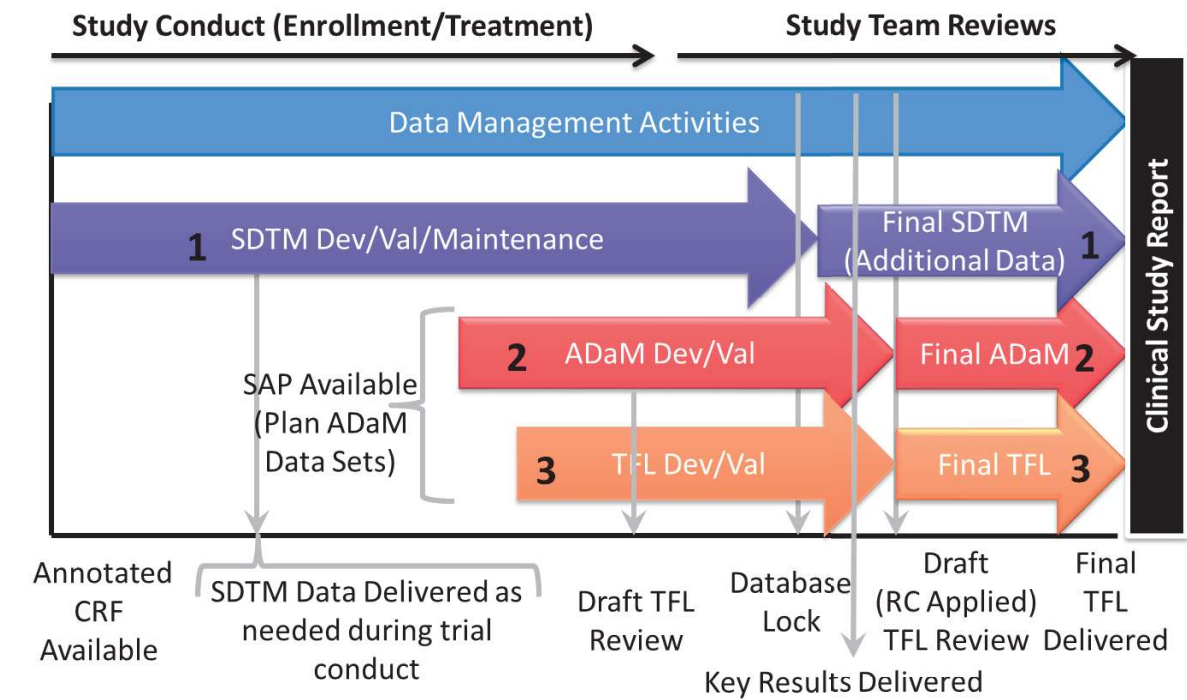 Study Conduct (Enrollment/Treatment)
Study Team Reviews
Data Management Activities
1 SDTM Dev/Val/Maintenance
Final SDTM
(Additional Data) 1
2 ADaM Dev/Val
Final ADaM 2
SAP Available
(Plan ADaM
Data Sets)
3 TFL Dev/Val
Final TFL 3
Clinical Study Report
Annotated
CRF
Available
SDTM Data Delivered as
needed during trial
conduct
Draft TFL
Review
Database
Lock
Key Results Delivered
Draft
(RC Applied)
TFL Review
Final
TFL
Delivered